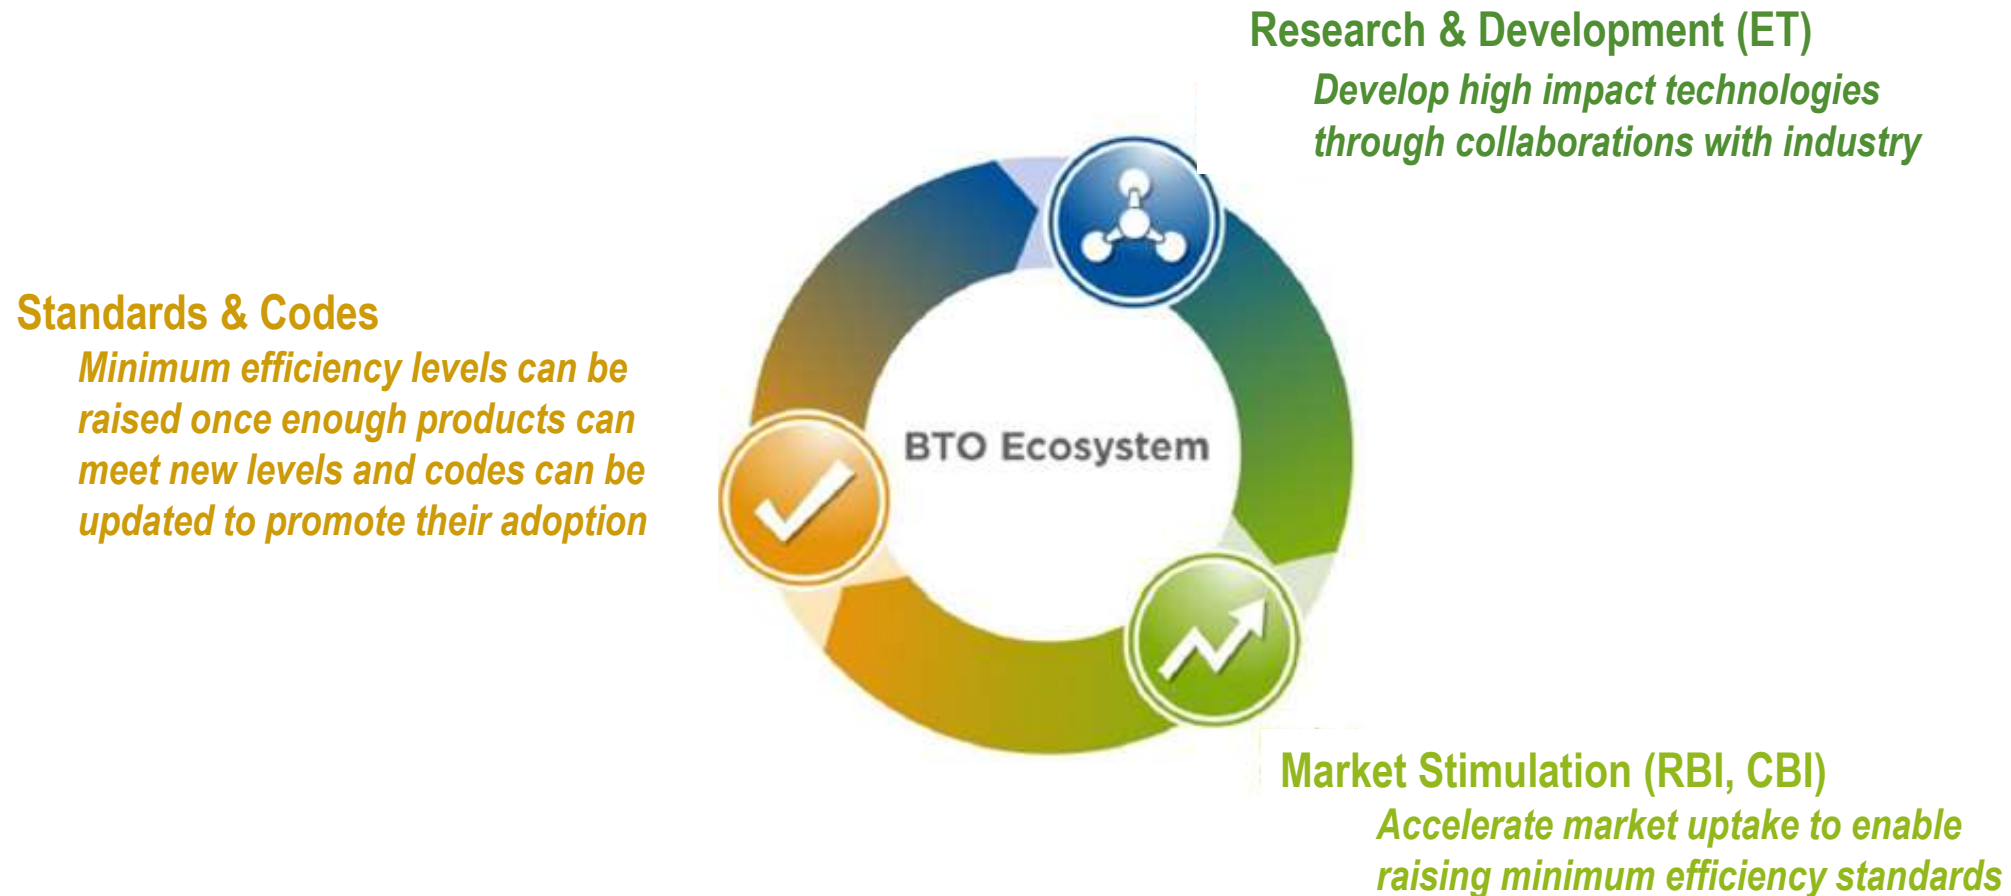 Research & Development (ET)
Develop high impact technologies
through collaborations with industry
Standards & Codes
Minimum efficiency levels can be
raised once enough products can
meet new levels and codes can be
updated to promote their adoption
BTO Ecosystem
Market Stimulation (RBI, CBI)
Accelerate market uptake to enable
raising minimum efficiency standards